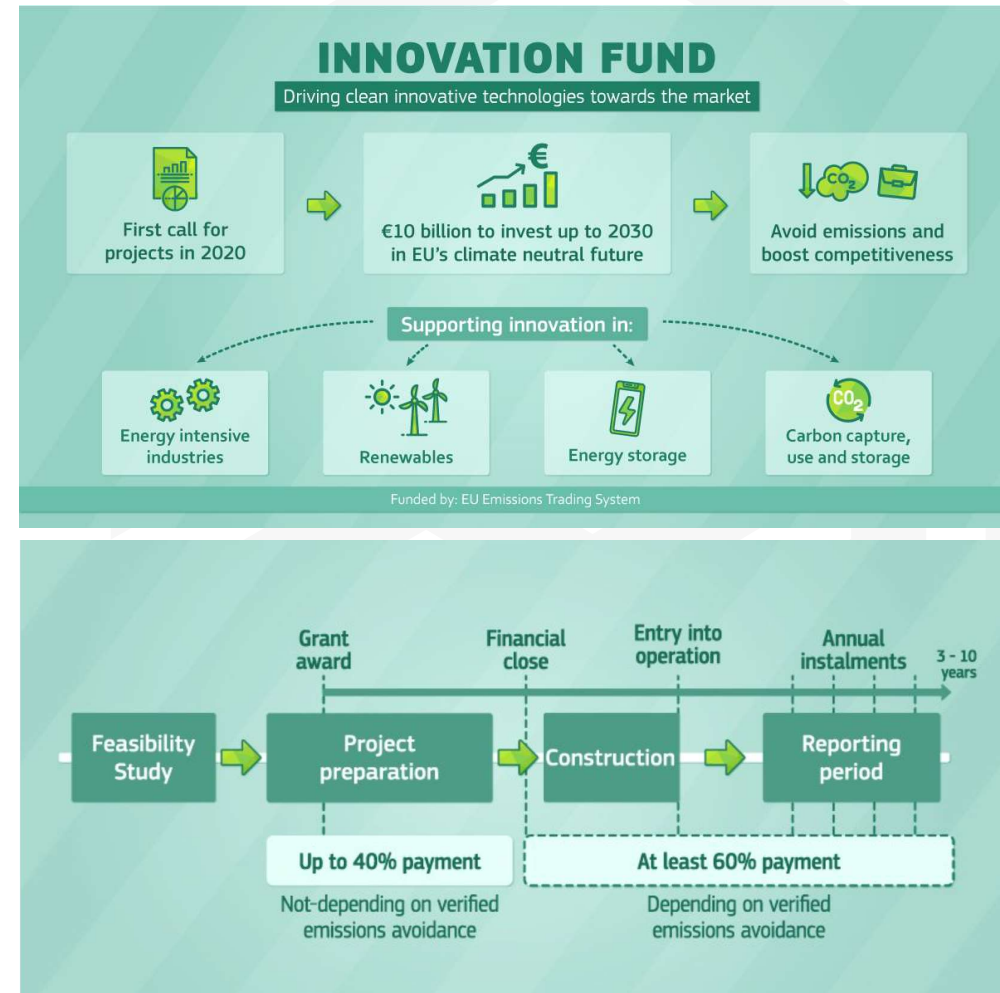 INNOVATION FUND
Driving clean innovative technologies towards the market
First call for
projects in 2020
€
€10 billion to invest up to 2030
in EU's climate neutral future
CO2
Avoid emissions and
boost competitiveness
Supporting innovation in:
Energy intensive
industries
Renewables
Energy storage
CO2
Carbon capture,
use and storage
Funded by: EU Emissions Trading System
Grant
award
Financial
close
Entry into
operation
Annual
instalments
3 - 10
years
Feasibility
Study
Project
preparation
Construction
Reporting
period
Up to 40% payment
Not-depending on verified
emissions avoidance
At least 60% payment
Depending on verified
emissions avoidance